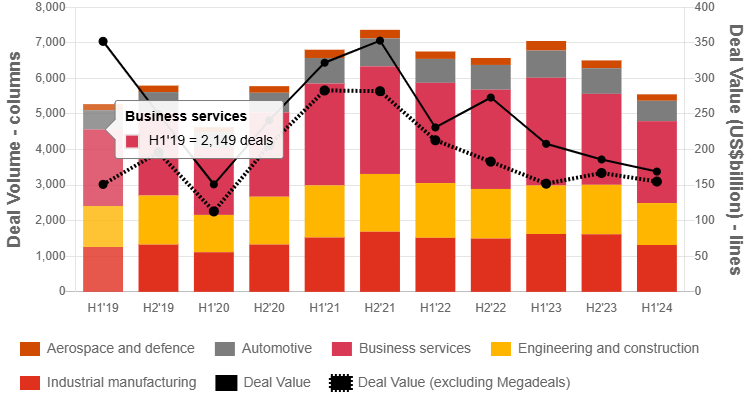 8,000
7,000
6,000
5,000
4,000
3,000
2,000
1,000
0
Deal Volume - columns
400
350
300
250
200
150
100
50
0
Deal Value (US$billlion) - lines
Business services
H1'19 = 2,149 deals
H1'19 H2'19 H1'20 H2'20 H1'21 H2'21 H1'22 H2'22 H1'23 H2'23 H1'24
Aerospace and defence Automotive Business services Engineering and construction
Industrial manufacturing Deal Value Deal Value (excluding Megadeals)